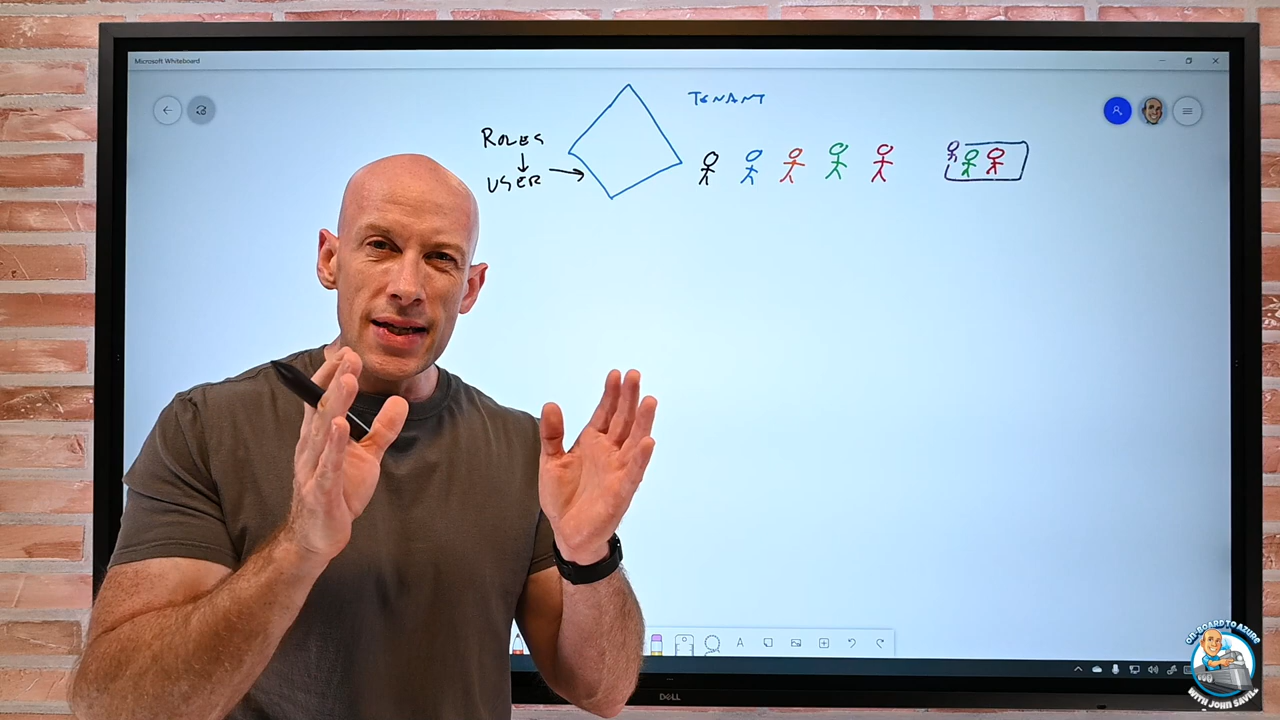 Microsoft Whiteboard
TENANT
ROLES
USER
A
DELL
ON-BOARD TO AZURE
WITH JOHN SAVILL